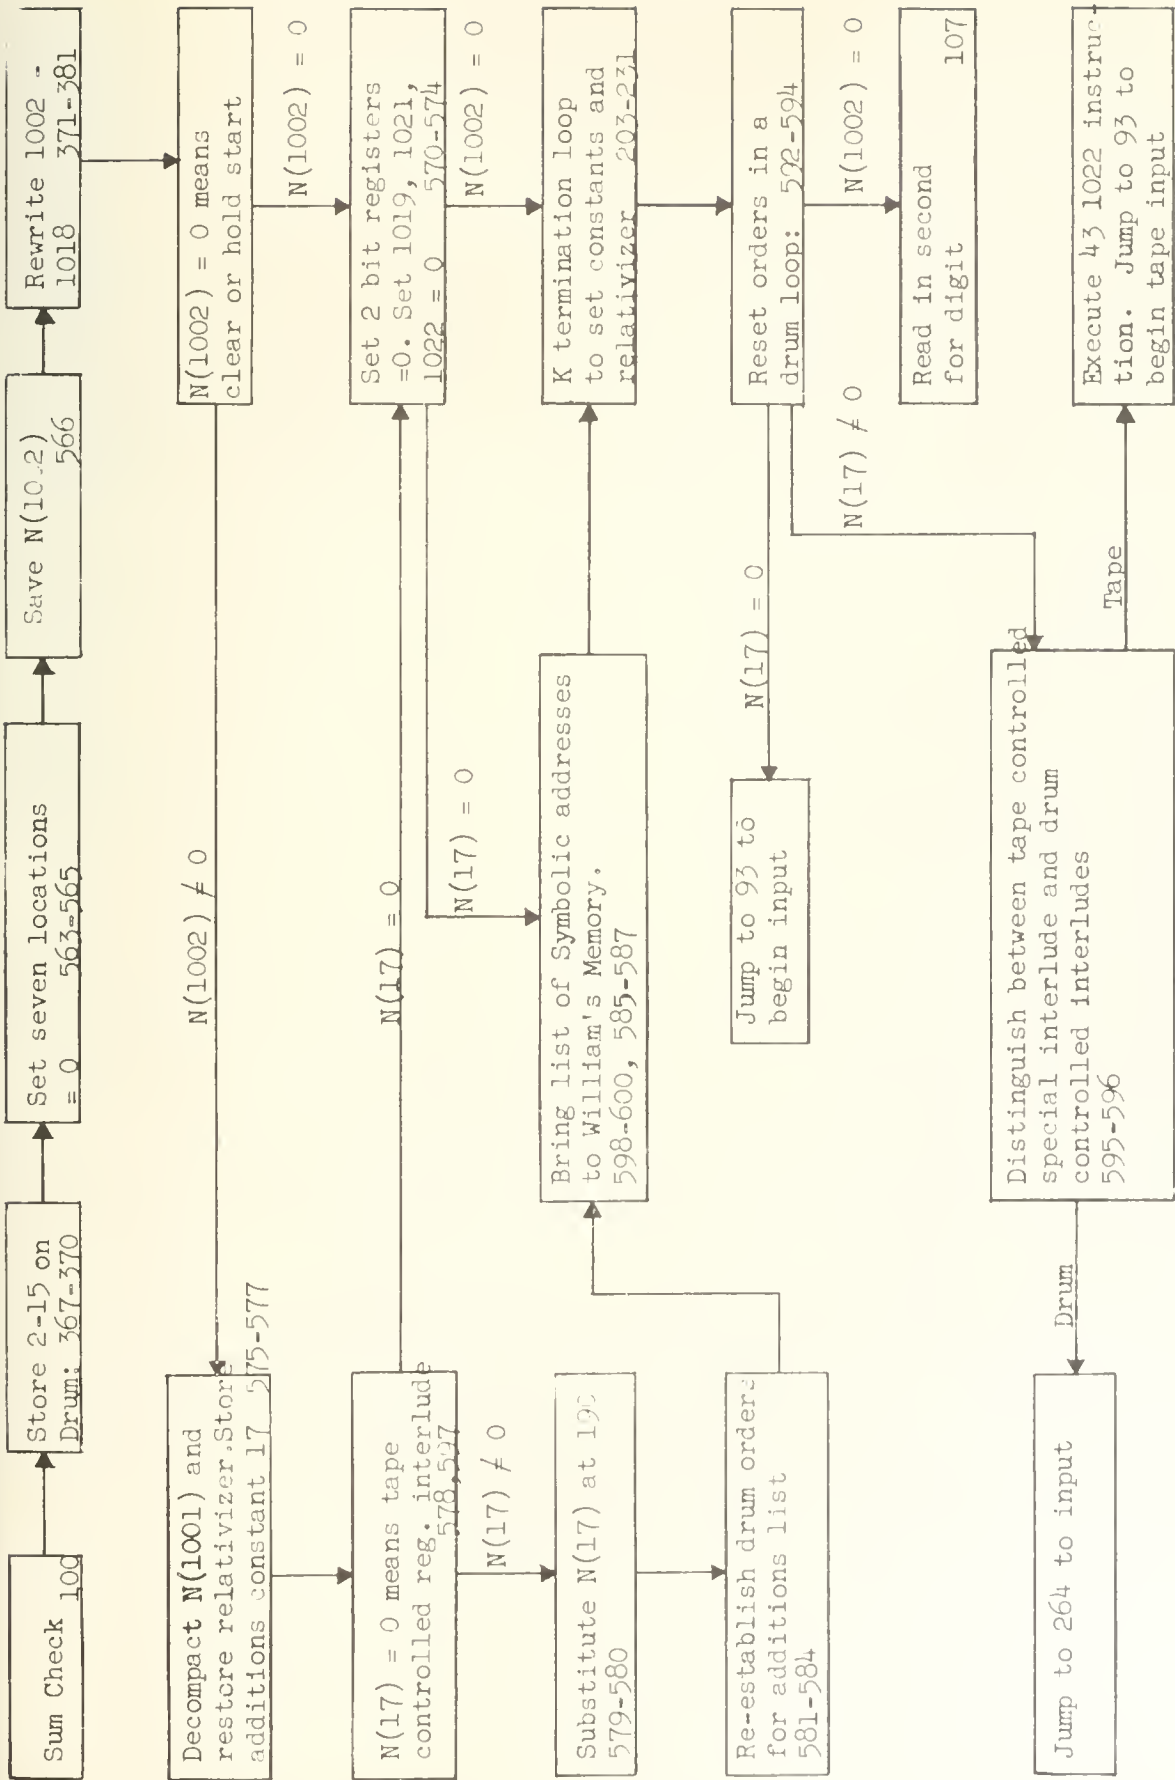 Sum Check 100
Store 2-15 on
Drum: 367-370
Set seven locations
= 0 563-565
Save
566
Rewrite 1002 -
1018 371-381
N(1002) = 0 means
clear or hold start
N(1002) ≠ 0
N(1002) = 0
Decompact N(1001) and
restore relativizer. Store
additions constant 17 575-577
Set 2 bit registers
=0. Set 1019, 1021,
1022 = 0 570-574
N(17) = 0
N(1002) = 0
N(17) = 0 means tape
controlled reg. interlude
578, 597
N(17) = 0
N(17) ≠ 0
K termination loop
to set constants and
relativizer 203-231
Bring list of Symbolic addresses
to William's Memory.
598-600, 585-587
Substitute N(17) at 190
579-580
Reset orders in a
drum loop: 592-594
N(1002) = 0
N(17) = 0
N(17) ≠ 0
Re-establish drum orders
for additions list
581-584
Jump to 93 to
begin input
Read in second
for digit 107
Distinguish between tape controlled
special interlude and drum
controlled interludes
595-596
Drum
Tape
Jump to 264 to input
Execute 43 1022 instruc-
tion. Jump to 93 to
begin tape input